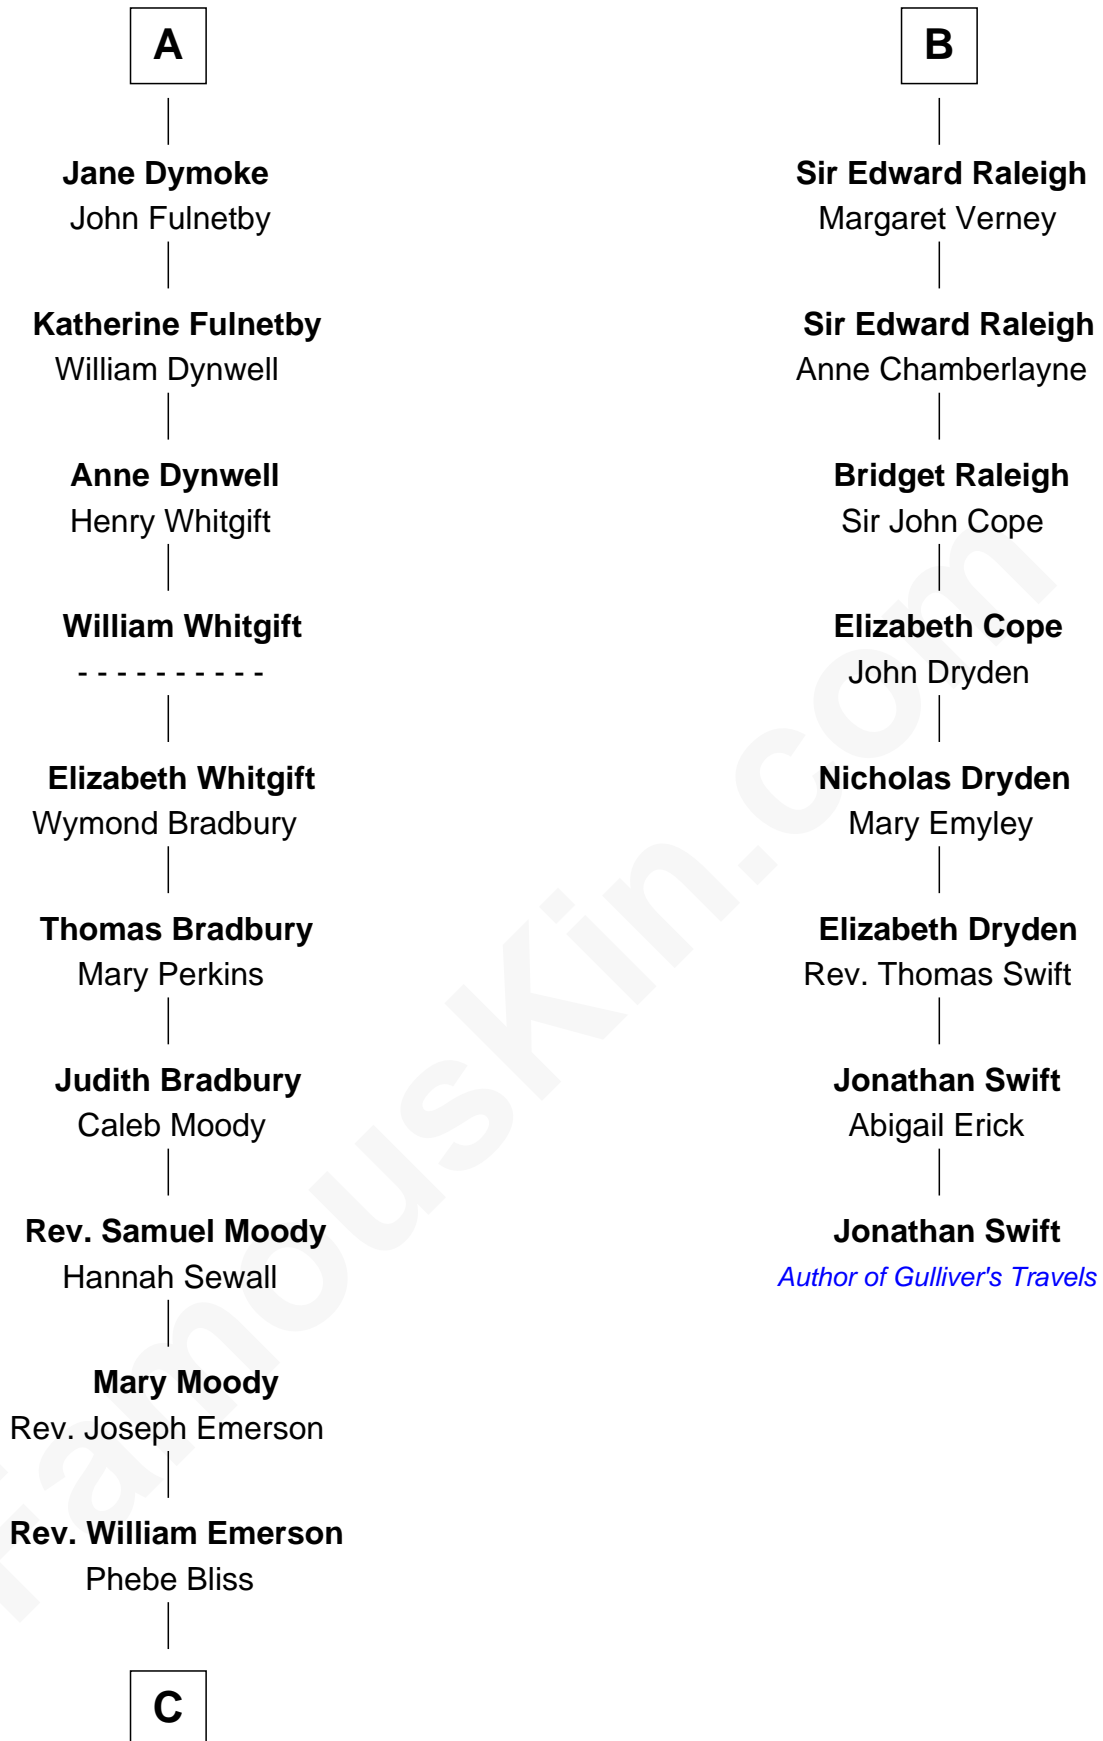 A
Jane Dymoke
John Fulnetby
Katherine Fulnetby
William Dynwell
Anne Dynwell
Henry Whitgift
William Whitgift
- - - - - - - - - -
Elizabeth Whitgift
Wymond Bradbury
Thomas Bradbury
Mary Perkins
Judith Bradbury
Caleb Moody
Rev. Samuel Moody
Hannah Sewall
Mary Moody
Rev. Joseph Emerson
Rev. William Emerson
Phebe Bliss
C
B
Sir Edward Raleigh
Margaret Verney
Sir Edward Raleigh
Anne Chamberlayne
Bridget Raleigh
Sir John Cope
Elizabeth Cope
John Dryden
Nicholas Dryden
Mary Emyley
Elizabeth Dryden
Rev. Thomas Swift
Jonathan Swift
Abigail Erick
Jonathan Swift
Author of Gulliver's Travels
FamousKin.com